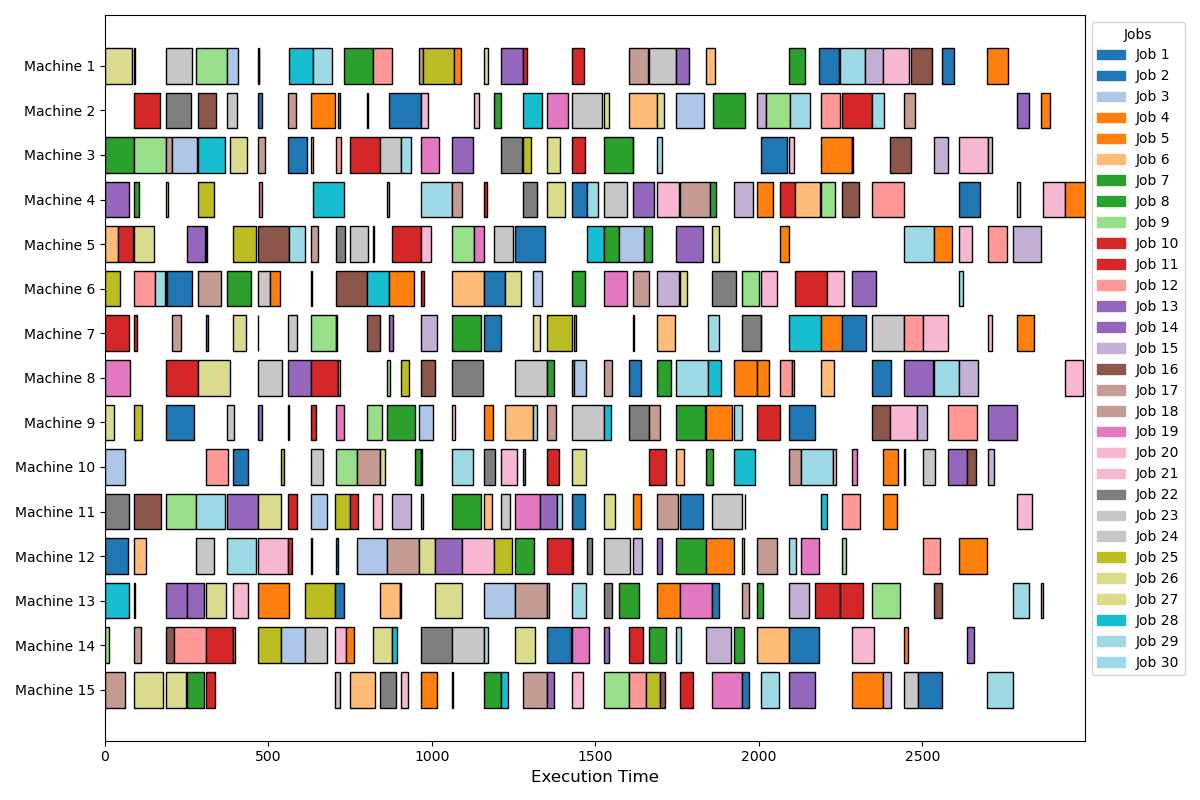 Machine 1
Machine 2
Machine 3
Machine 4
Machine 5
Machine 6
Machine 7
Machine 8
Machine 9
Machine 10
Machine 11
Machine 12
Machine 13
Machine 14
Machine 15
0 500 1000 1500 2000 2500
Execution Time
Jobs
Job 1
Job 2
Job 3
Job 4
Job 5
Job 6
Job 7
Job 8
Job 9
Job 10
Job 11
Job 12
Job 13
Job 14
Job 15
Job 16
Job 17
Job 18
Job 19
Job 20
Job 21
Job 22
Job 23
Job 24
Job 25
Job 26
Job 27
Job 28
Job 29
Job 30